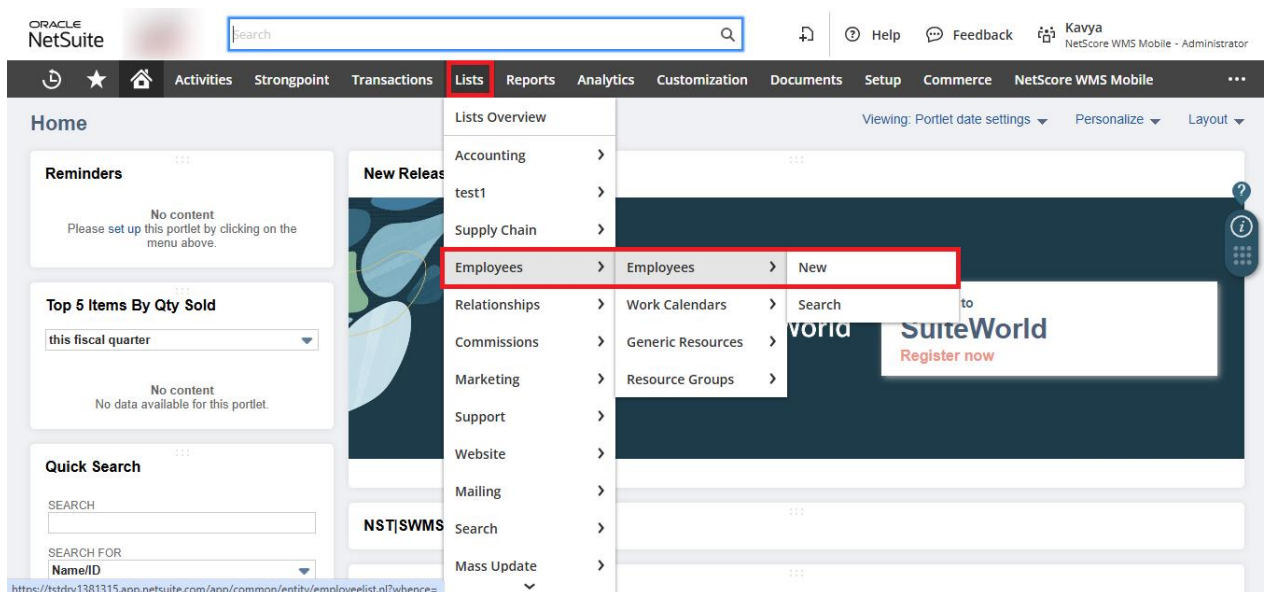 ORACLE
NetSuite
Search
Help
Feedback
Kavya
NetScore WMS Mobile - Administrator
Activities Strongpoint Transactions Lists Reports Analytics Customization Documents Setup Commerce NetScore WMS Mobile
Home
Viewing: Portlet date settings
Personalize
Layout
Lists Overview
Accounting
test1
Supply Chain
Employees
Relationships
Commissions
Marketing
Support
Website
Mailing
Search
Mass Update
Employees
Work Calendars
Generic Resources
Resource Groups
New
Search
Reminders
No content
Please set up this portlet by clicking on the
menu above.
Top 5 Items By Qty Sold
this fiscal quarter
No content
No data available for this portlet.
Quick Search
SEARCH
SEARCH FOR
Name/ID
New Releas
to
SuiteWorld
Register now
world
NST|SWMS
https://tstdrv1381315.app.netsuite.com/app/common/entity/employeelist.nl?whence=